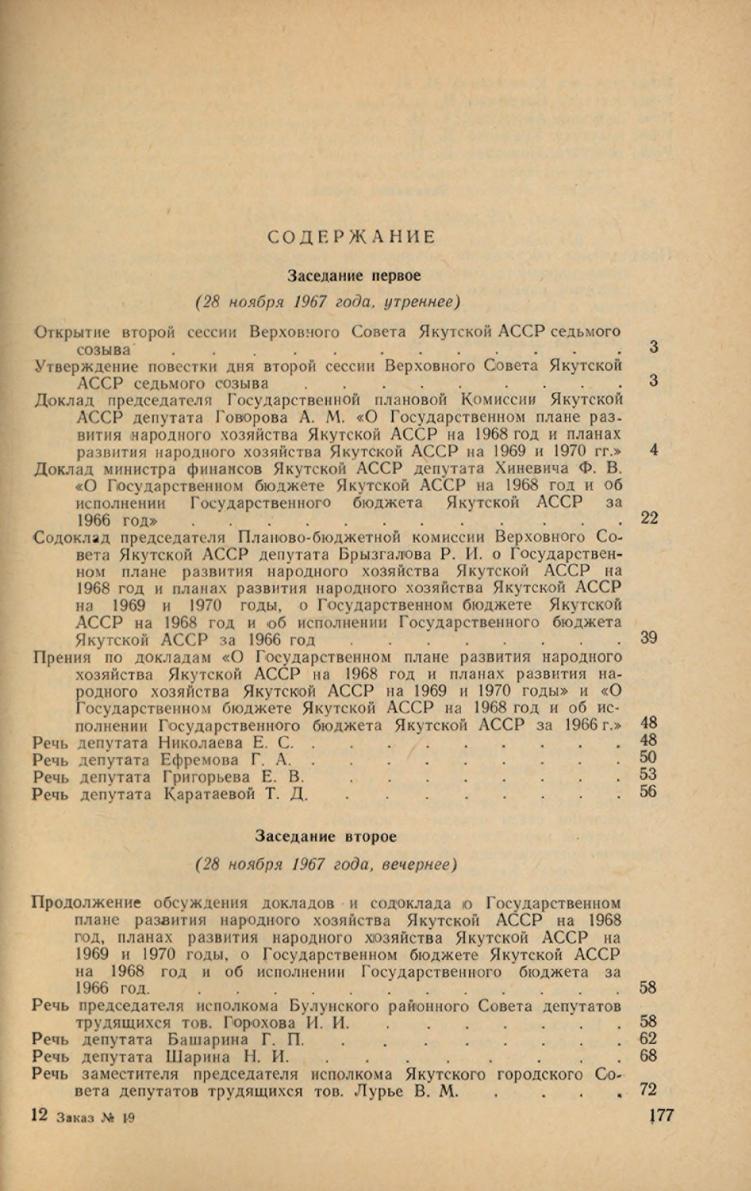 СОДЕРЖАНИЕ
Заседание первое
(28 ноября 1967 года, утреннее)
Открытие второй сессии Верховного Совета Якутской АССР седьмого
созыва . . . . . . . . . . . . 3
Утверждение повестки дня второй сессии Верховного Совета Якутской
АССР седьмого созыва . . . . . . . . . 3
Доклад председателя Государственной плановой Комиссии Якутской
АССР депутата Говорова А. М. «О Государственном плане раз-
вития народного хозяйства Якутской АССР на 1968 год и планах
развития народного хозяйства Якутской АССР на 1969 и 1970 гг.» 4
Доклад министра финансов Якутской АССР депутата Хиневича Ф. В.
«О Государственном бюджете Якутской АССР на 1968 год и об
исполнении Государственного бюджета Якутской АССР за
1966 год» . . . . . . . . . . . . 22
Содоклад председателя Планово-бюджетной комиссии Верховного Со-
вета Якутской АССР депутата Брызгалова Р. И. о Государствен-
ном плане развития народного хозяйства Якутской АССР на
1968 год и планах развития народного хозяйства Якутской АССР
на 1969 и 1970 годы, о Государственном бюджете Якутской
АССР на 1968 год и об исполнении Государственного бюджета
Якутской АССР за 1966 год . . . . . . . . 39
Прения по докладам «О Государственном плане развития народного
хозяйства Якутской АССР на 1968 год и планах развития на-
родного хозяйства Якутской АССР на 1969 и 1970 годы» и «О
Государственном бюджете Якутской АССР на 1968 год и об ис-
полнении Государственного бюджета Якутской АССР за 1966 г.» 48
Речь депутата Николаева Е. С. . . . . . . . . . 48
Речь депутата Ефремова Г. А. . . . . . . . . . 50
Речь депутата Григорьева Е. В. . . . . . . . . 53
Речь депутата Каратаевой Т. Д. . . . . . . . . 56
Заседание второе
(28 ноября 1967 года, вечернее)
Продолжение обсуждения докладов и содоклада о Государственном
плане развития народного хозяйства Якутской АССР на 1968
год, планах развития народного хозяйства Якутской АССР на
1969 и 1970 годы, о Государственном бюджете Якутской АССР
на 1968 год и об исполнении Государственного бюджета за
1966 год. . . . . . . . . . . . . 58
Речь председателя исполкома Булунского районного Совета депутатов
трудящихся тов. Горохова И. И. . . . . . . . 58
Речь депутата Башарина Г. П. . . . . . . . . 62
Речь депутата Шарина Н. И. . . . . . . . . 68
Речь заместителя председателя исполкома Якутского городского Со-
вета депутатов трудящихся тов. Лурье В. М. . . . . 72
12 Заказ № 19 177